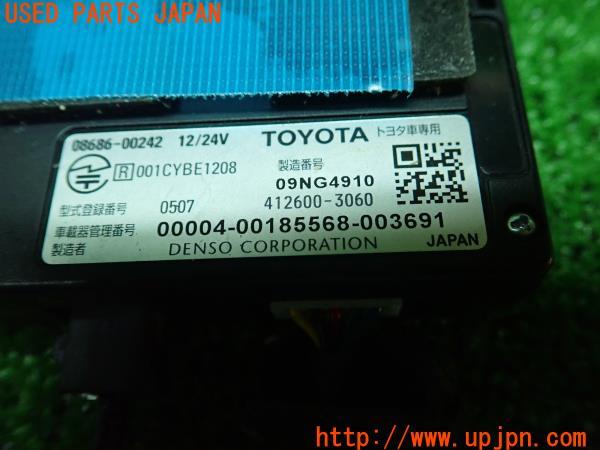 USED PARTS JAPAN
08686-00242 12/24V TOYOTA トヨタ車専用
R 001CYBE1208
製造番号
09NG4910
型式登録番号 0507 412600-3060
車載器管理番号 00004-00185568-003691
製造者 DENSO CORPORATION JAPAN
http://www.upjpn.com